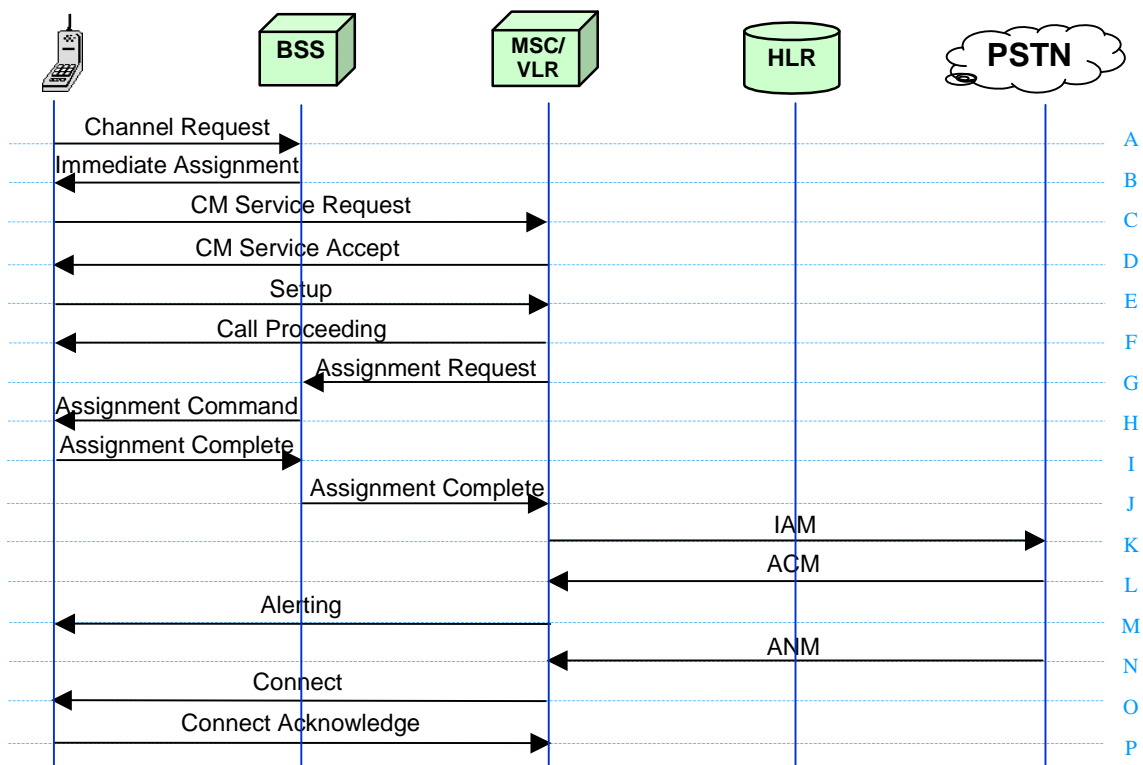 BSS
MSC/
VLR
HLR
PSTN
Channel Request
A
Immediate Assignment
B
CM Service Request
C
CM Service Accept
D
Setup
E
Call Proceeding
F
Assignment Request
G
Assignment Command
H
Assignment Complete
I
Assignment Complete
J
IAM
K
ACM
L
Alerting
M
ANM
N
Connect
O
Connect Acknowledge
P